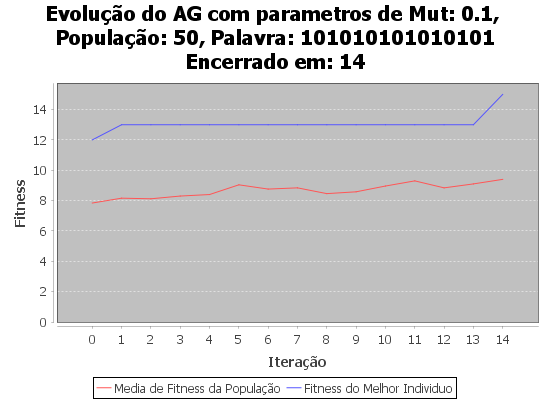 Evolução do AG com parametros de Mut: 0.1,
População: 50, Palavra: 101010101010101
Encerrado em: 14
Fitness
14
12
10
8
6
4
2
0
0 1 2 3 4 5 6 7 8 9 10 11 12 13 14
Iteração
Media de Fitness da População Fitness do Melhor Individuo